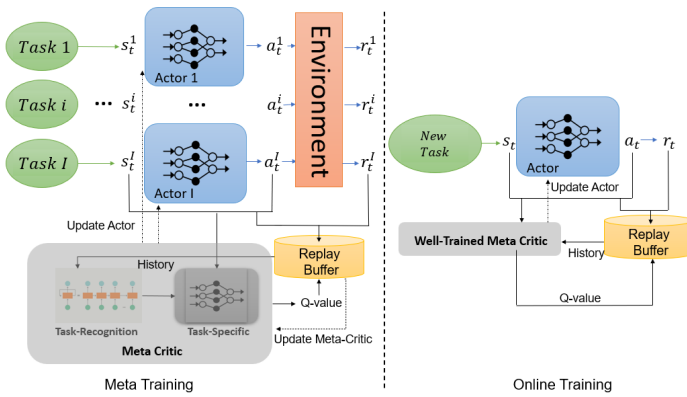 Task 1
s_t^1
Actor 1
a_t^1
Environment
r_t^1
Task i
...
s_t^i
...
a_t^i
r_t^i
Task I
s_t^I
Actor I
a_t^I
r_t^I
Update Actor
History
Replay
Buffer
Q-value
Task-Recognition
Task-Specific
Meta Critic
Update Meta-Critic
Meta Training
New
Task
s_t
Actor
a_t
r_t
Update Actor
Well-Trained Meta Critic
History
Replay
Buffer
Q-value
Online Training